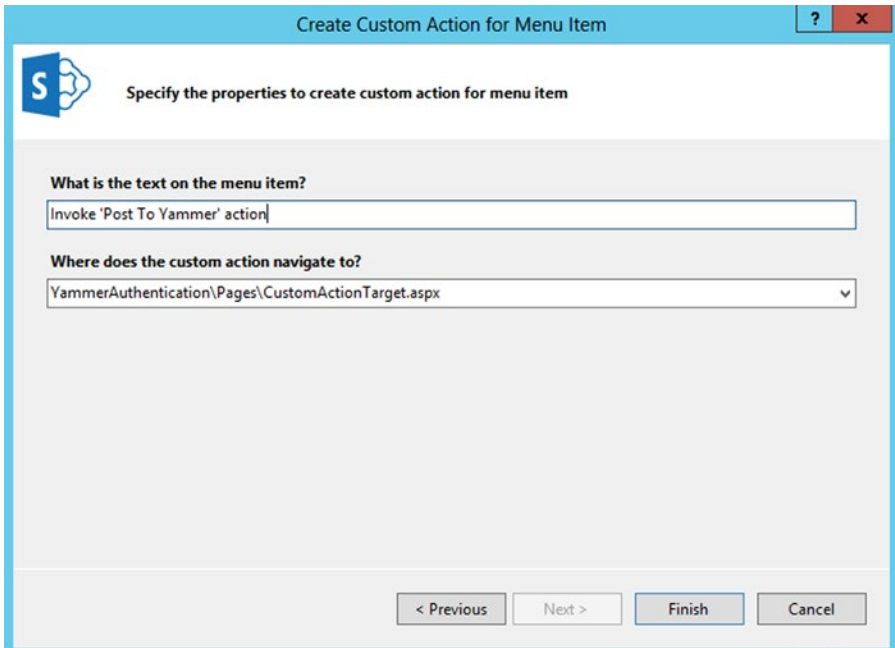 Create Custom Action for Menu Item
?
x
S
Specify the properties to create custom action for menu item
What is the text on the menu item?
Invoke 'Post To Yammer' action
Where does the custom action navigate to?
YammerAuthentication\Pages\CustomActionTarget.aspx
< Previous
Next >
Finish
Cancel